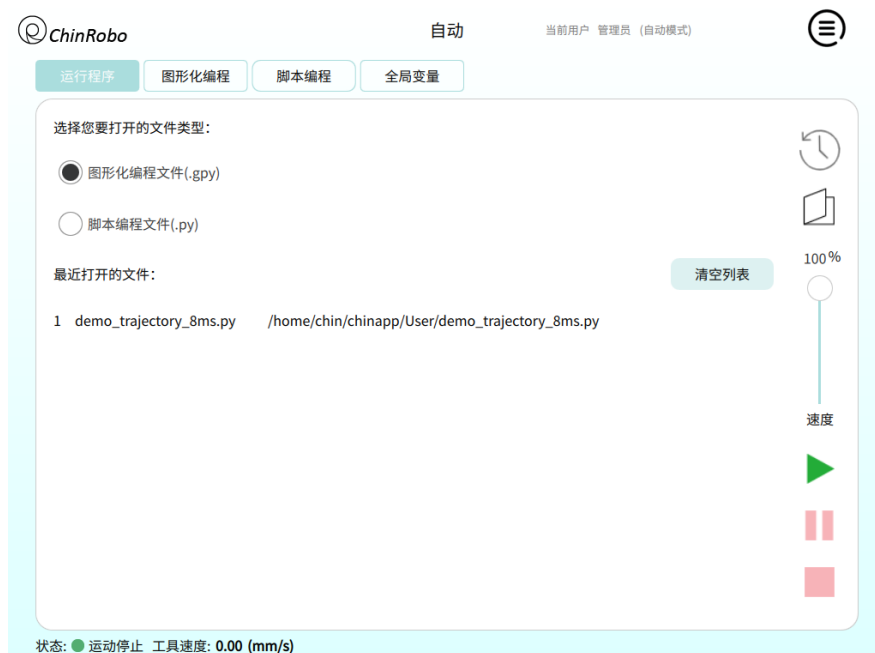 ChinRobo 自动 当前用户 管理员 (自动模式)
运行程序 图形化编程 脚本编程 全局变量
选择您要打开的文件类型:
图形化编程文件(.gpy)
脚本编程文件(.py)
100%
最近打开的文件: 清空列表
1 demo_trajectory_8ms.py /home/chin/chinapp/User/demo_trajectory_8ms.py
速度
状态: 运动停止 工具速度: 0.00 (mm/s)